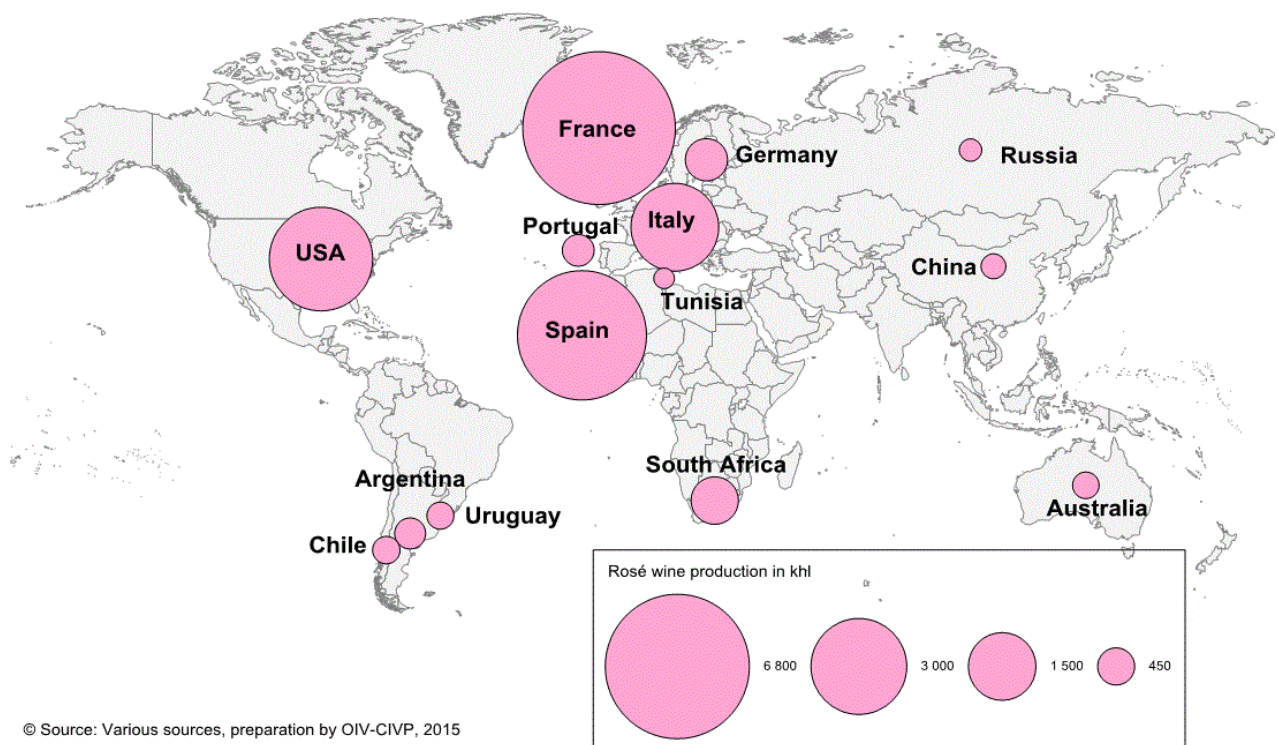 France
Germany
Russia
Portugal
Italy
USA
China
Tunisia
Spain
South Africa
Argentina
Uruguay
Australia
Chile
Rosé wine production in khl
6 800
3 000
1 500
450
© Source: Various sources, preparation by OIV-CIVP, 2015